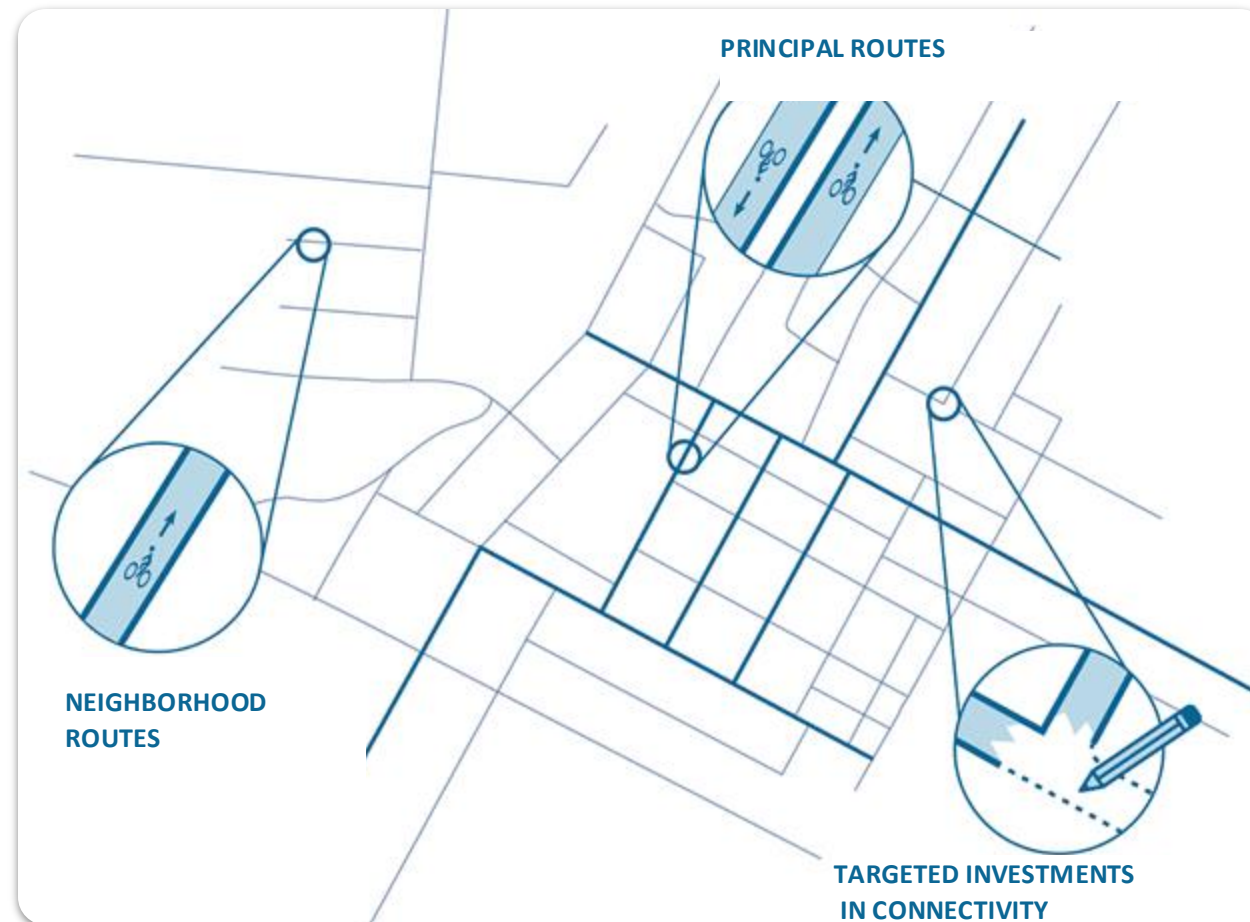 PRINCIPAL ROUTES
NEIGHBORHOOD
ROUTES
TARGETED INVESTMENTS
IN CONNECTIVITY